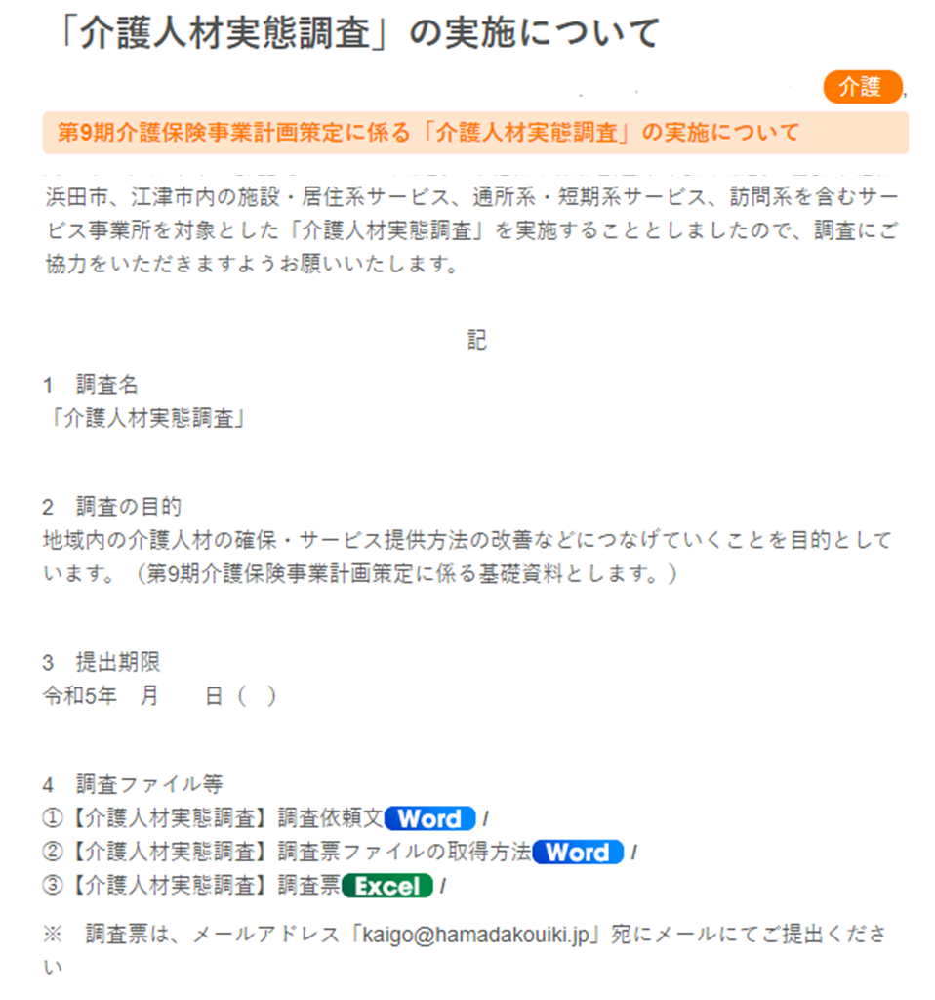 「介護人材実態調査」の実施について
介護
第9期介護保険事業計画策定に係る「介護人材実態調査」の実施について
浜田市、江津市内の施設・居住系サービス、通所系・短期系サービス、訪問系を含むサー
ビス事業所を対象とした「介護人材実態調査」を実施することとしましたので、調査にご
協力をいただきますようお願いいたします。
記
1　調査名
「介護人材実態調査」
2　調査の目的
地域内の介護人材の確保・サービス提供方法の改善などにつなげていくことを目的として
います。（第9期介護保険事業計画策定に係る基礎資料とします。）
3　提出期限
令和5年　月　　日（　）
4　調査ファイル等
①【介護人材実態調査】調査依頼文 Word /
②【介護人材実態調査】調査票ファイルの取得方法 Word /
③【介護人材実態調査】調査票 Excel /
※　調査票は、メールアドレス「kaigo@hamadakouiki.jp」宛にメールにてご提出くださ
い